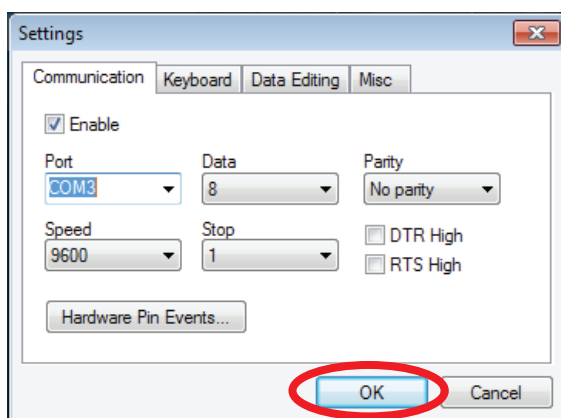 Settings
Communication Keyboard Data Editing Misc
Enable
Port Data Parity
COM3 8 No parity
Speed Stop
9600 1
DTR High
RTS High
Hardware Pin Events...
OK Cancel